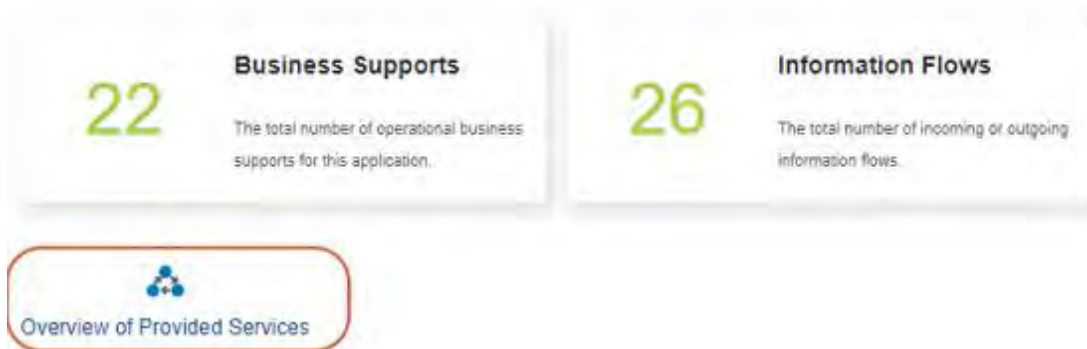 Business Supports
22
The total number of operational business
supports for this application.
Information Flows
26
The total number of incoming or outgoing
information flows.
Overview of Provided Services